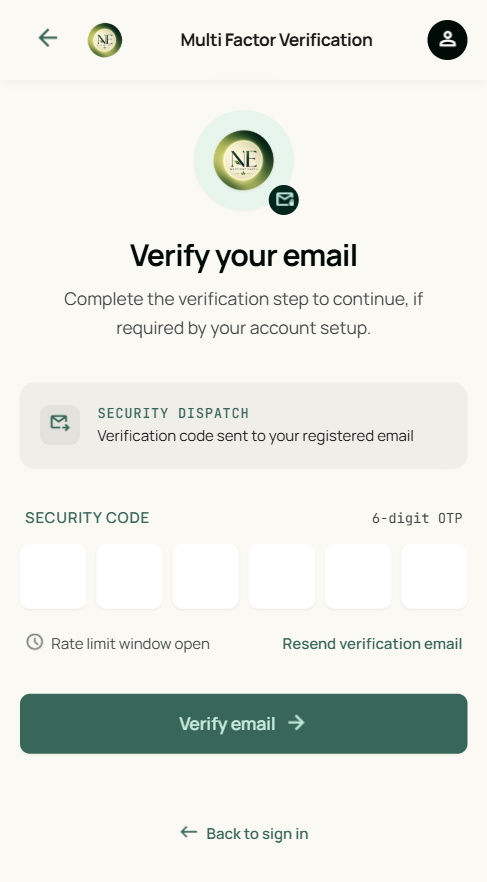 Multi Factor Verification
NE
Verify your email
Complete the verification step to continue, if
required by your account setup.
SECURITY DISPATCH
Verification code sent to your registered email
SECURITY CODE
6-digit OTP
Rate limit window open
Resend verification email
Verify email
Back to sign in